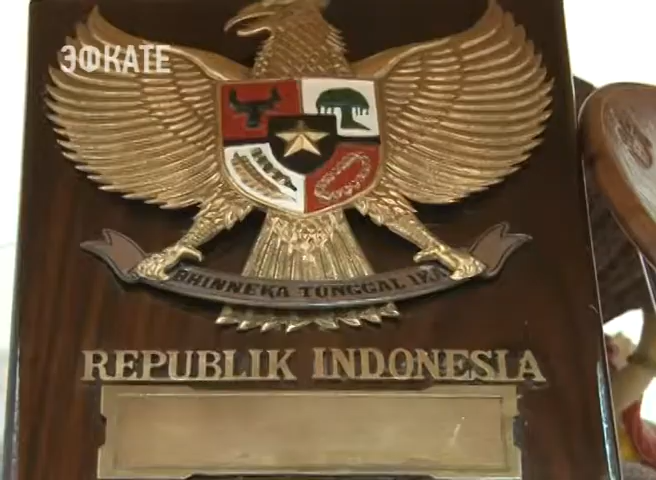 ЭФКАТЕ
BHINNEKA TUNGGAL IKA
REPUBLIK INDONESIA